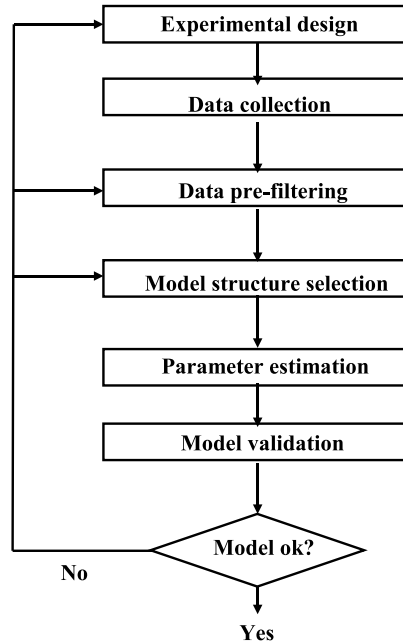 Experimental design
Data collection
Data pre-filtering
Model structure selection
Parameter estimation
Model validation
Model ok?
No
Yes